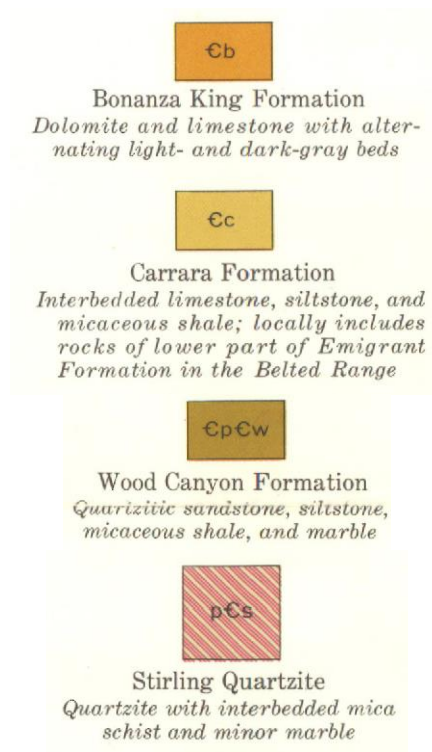 Єb
Bonanza King Formation
Dolomite and limestone with alter-
nating light- and dark-gray beds
Єc
Carrara Formation
Interbedded limestone, siltstone, and
micaceous shale; locally includes
rocks of lower part of Emigrant
Formation in the Belted Range
ЄpЄw
Wood Canyon Formation
Quartzitic sandstone, siltstone,
micaceous shale, and marble
pЄs
Stirling Quartzite
Quartzite with interbedded mica
schist and minor marble